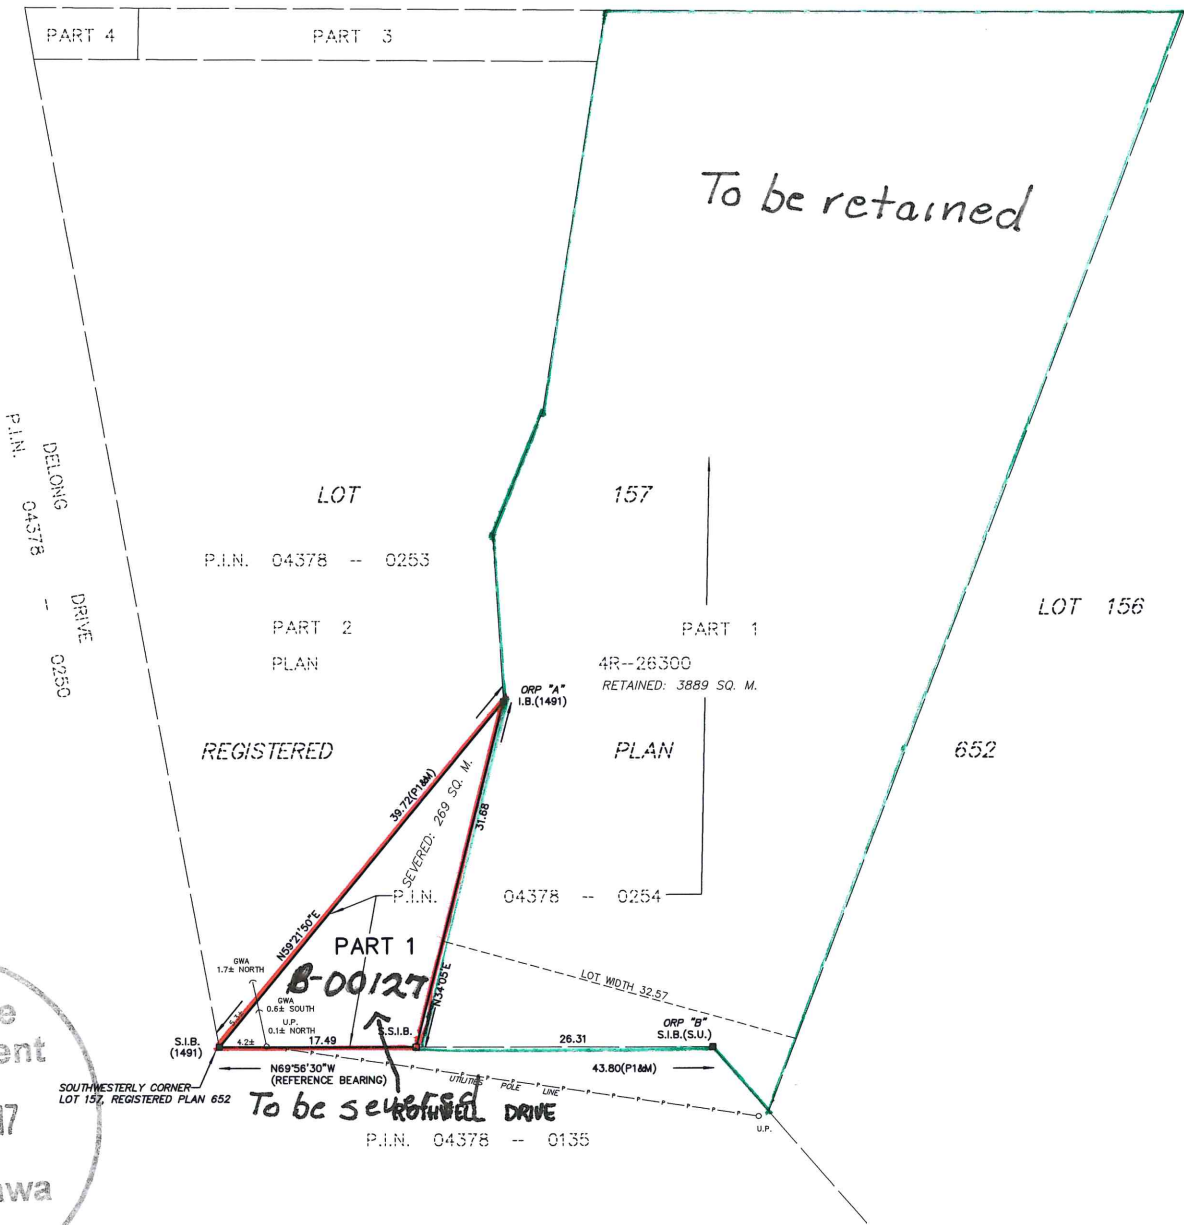 PART 4
PART 3
To be retained
DELONG DRIVE
P.I.N. 04378 -- 0250
LOT 157
P.I.N. 04378 -- 0253
LOT 156
PART 2
PART 1
PLAN
4R--26300
RETAINED: 3889 SQ. M.
ORP "A"
I.B.(1491)
REGISTERED PLAN 652
39.72(P1&M)
SEVERED: 269 SQ. M.
31.68
P.I.N. 04378 -- 0254
N59°21'50"E
PART 1
B-00127
N34°05'E
GWA
1.7± NORTH
GWA
0.6± SOUTH
U.P.
0.1± NORTH
LOT WIDTH 32.57
ORP "B"
S.I.B.(S.U.)
S.I.B.
(1491)
4.2±
17.49
S.S.I.B.
26.31
N69°56'30"W
(REFERENCE BEARING)
43.80(P1&M)
SOUTHWESTERLY CORNER
LOT 157, REGISTERED PLAN 652
UTILITIES POLE LINE
P P P P P P P P P P P P
U.P.
To be severed
ROTHWELL DRIVE
P.I.N. 04378 -- 0135